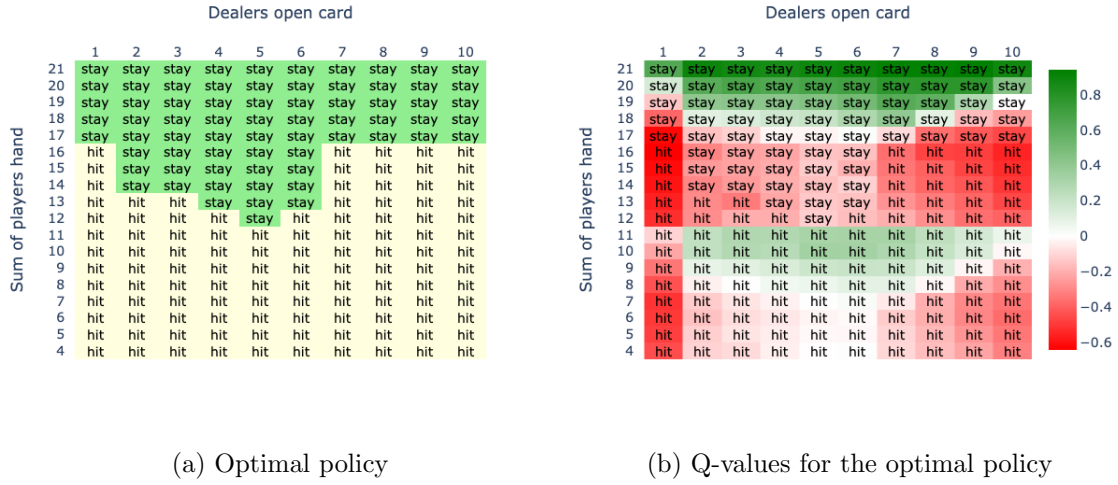 Dealers open card
1 2 3 4 5 6 7 8 9 10
Sum of players hand
21 stay stay stay stay stay stay stay stay stay stay
20 stay stay stay stay stay stay stay stay stay stay
19 stay stay stay stay stay stay stay stay stay stay
18 stay stay stay stay stay stay stay stay stay stay
17 stay stay stay stay stay stay stay stay stay stay
16 hit stay stay stay stay stay hit hit hit hit
15 hit stay stay stay stay stay hit hit hit hit
14 hit stay stay stay stay stay hit hit hit hit
13 hit hit hit stay stay stay hit hit hit hit
12 hit hit hit hit stay hit hit hit hit hit
11 hit hit hit hit hit hit hit hit hit hit
10 hit hit hit hit hit hit hit hit hit hit
9 hit hit hit hit hit hit hit hit hit hit
8 hit hit hit hit hit hit hit hit hit hit
7 hit hit hit hit hit hit hit hit hit hit
6 hit hit hit hit hit hit hit hit hit hit
5 hit hit hit hit hit hit hit hit hit hit
4 hit hit hit hit hit hit hit hit hit hit
(a) Optimal policy
Dealers open card
1 2 3 4 5 6 7 8 9 10
Sum of players hand
21 stay stay stay stay stay stay stay stay stay stay
20 stay stay stay stay stay stay stay stay stay stay
19 stay stay stay stay stay stay stay stay stay stay
18 stay stay stay stay stay stay stay stay stay stay
17 stay stay stay stay stay stay stay stay stay stay
16 hit stay stay stay stay stay hit hit hit hit
15 hit stay stay stay stay stay hit hit hit hit
14 hit stay stay stay stay stay hit hit hit hit
13 hit hit hit stay stay stay hit hit hit hit
12 hit hit hit hit stay hit hit hit hit hit
11 hit hit hit hit hit hit hit hit hit hit
10 hit hit hit hit hit hit hit hit hit hit
9 hit hit hit hit hit hit hit hit hit hit
8 hit hit hit hit hit hit hit hit hit hit
7 hit hit hit hit hit hit hit hit hit hit
6 hit hit hit hit hit hit hit hit hit hit
5 hit hit hit hit hit hit hit hit hit hit
4 hit hit hit hit hit hit hit hit hit hit
0.8
0.6
0.4
0.2
0
−0.2
−0.4
−0.6
(b) Q-values for the optimal policy